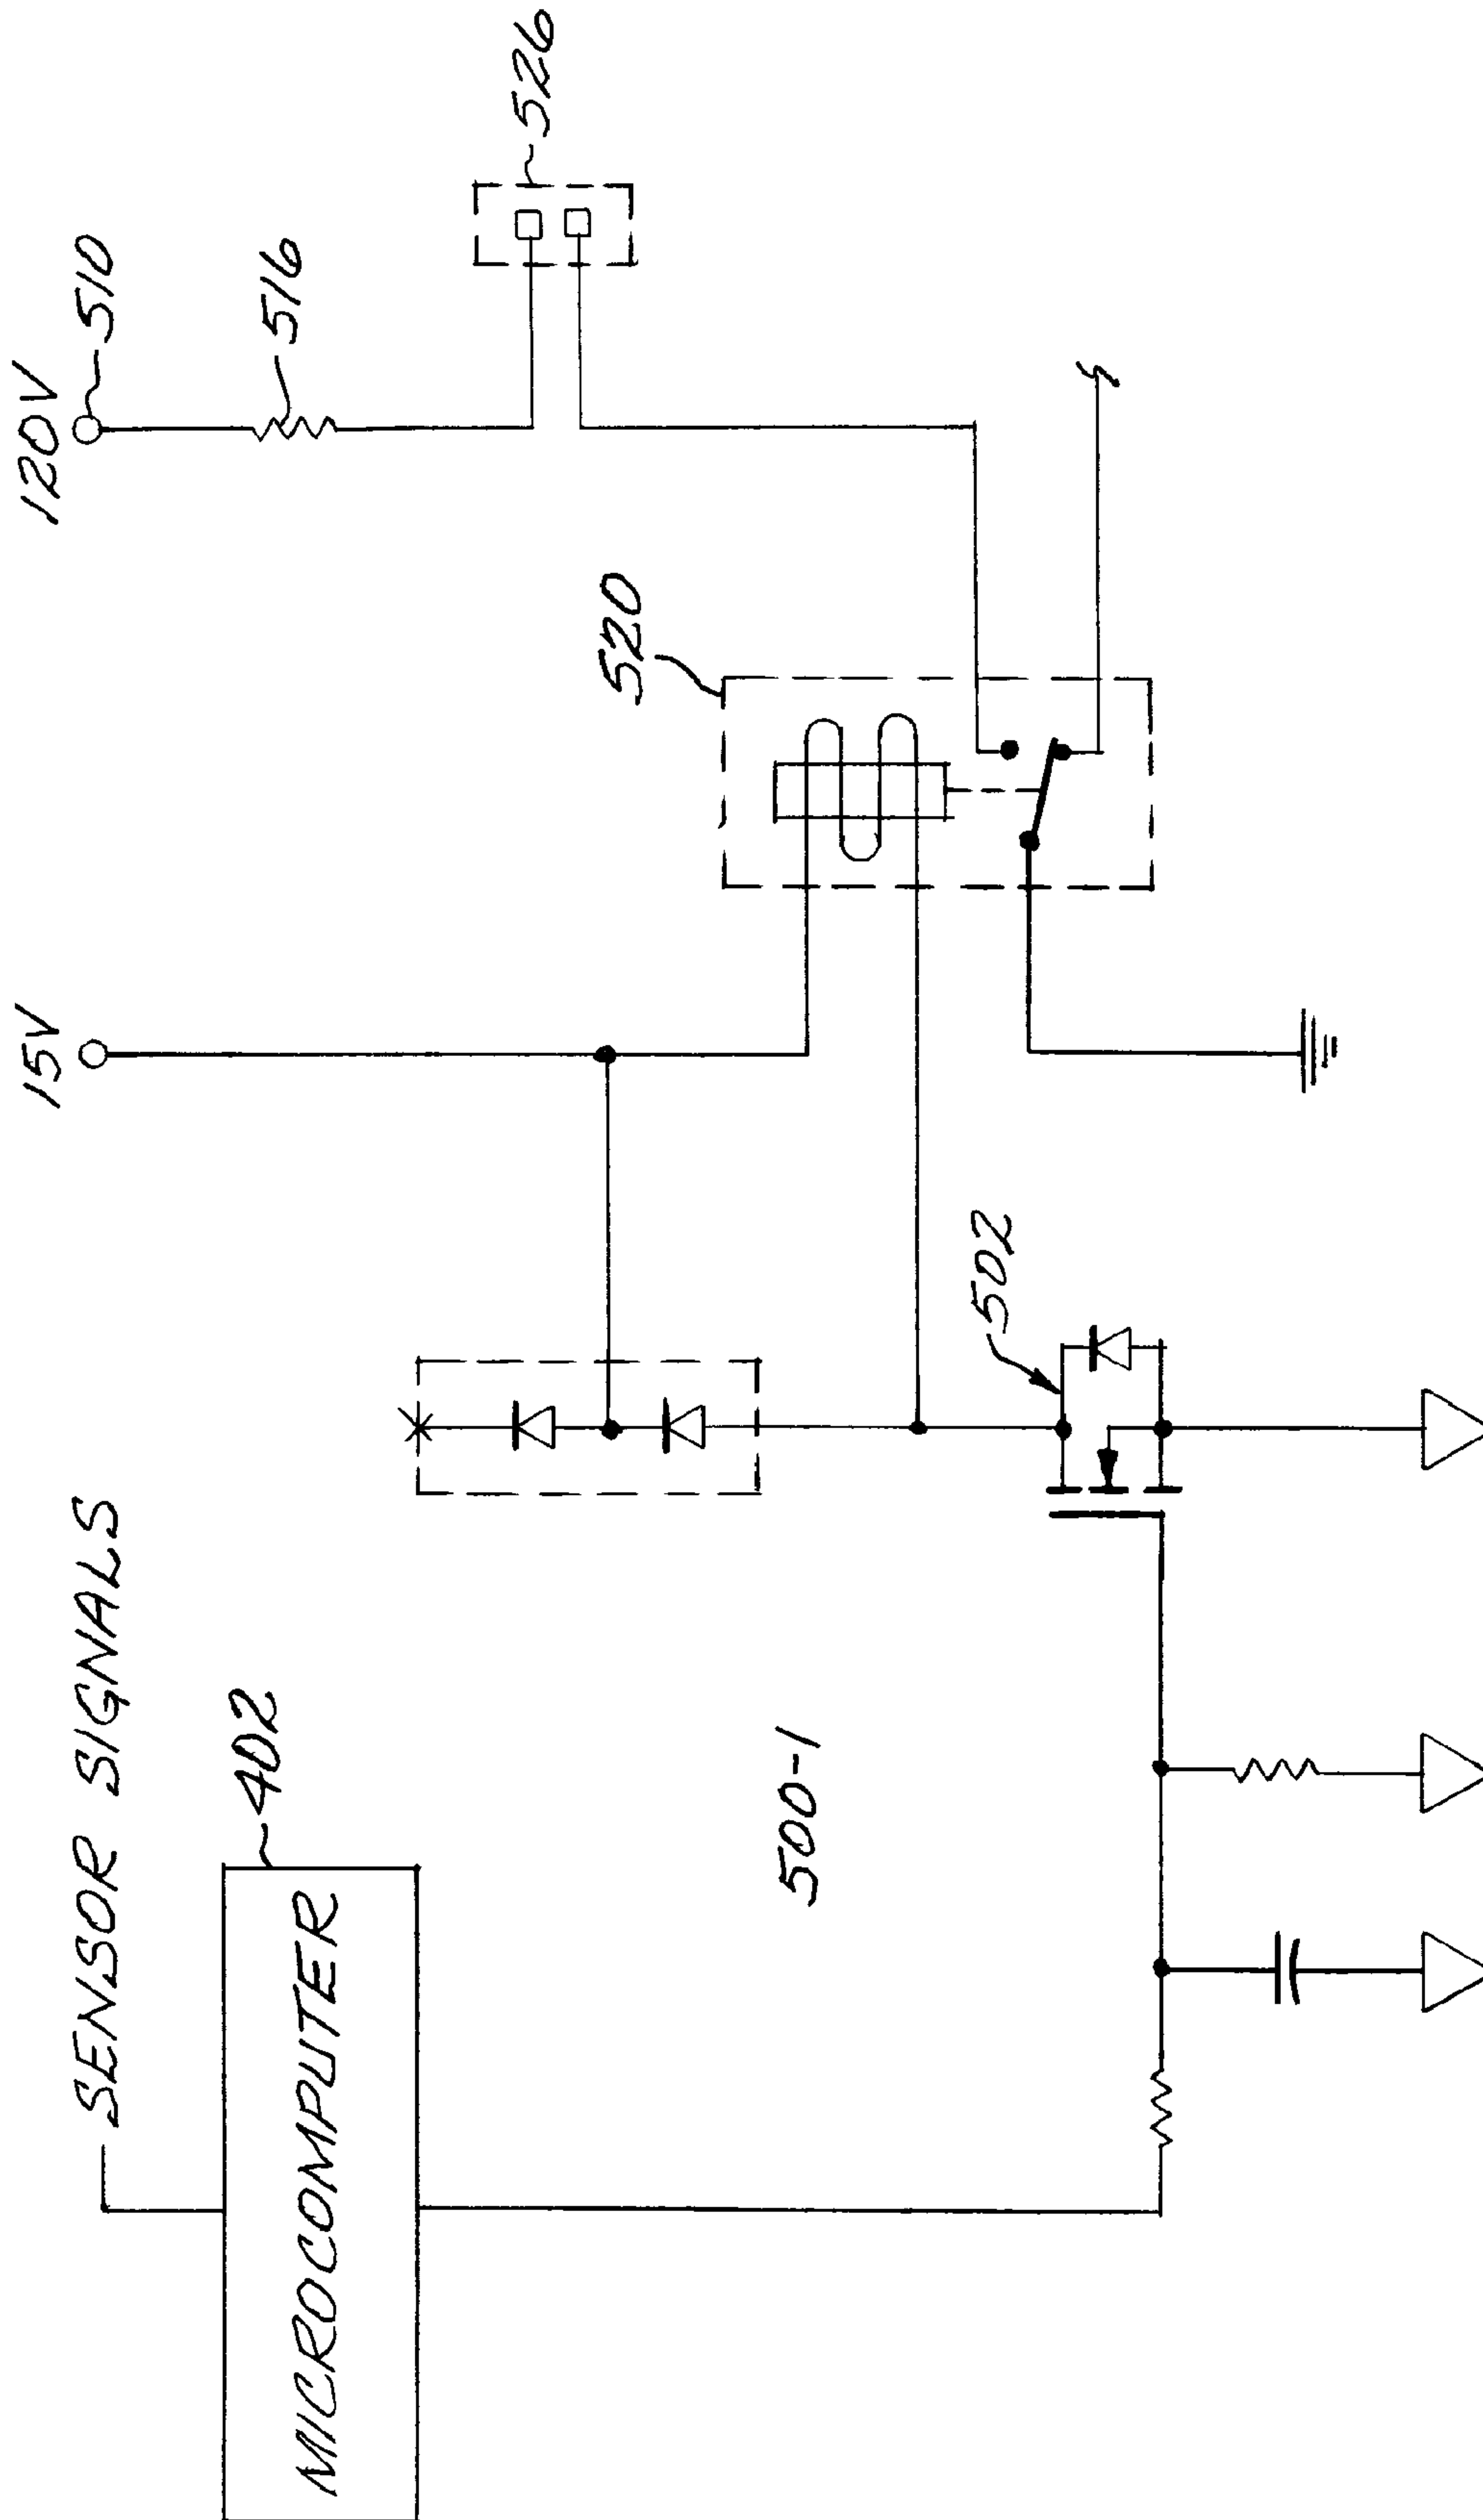 SENSOR SIGNALS
402
MICROCOMPUTER
500-1
15V
502
520
120V
510
516
526